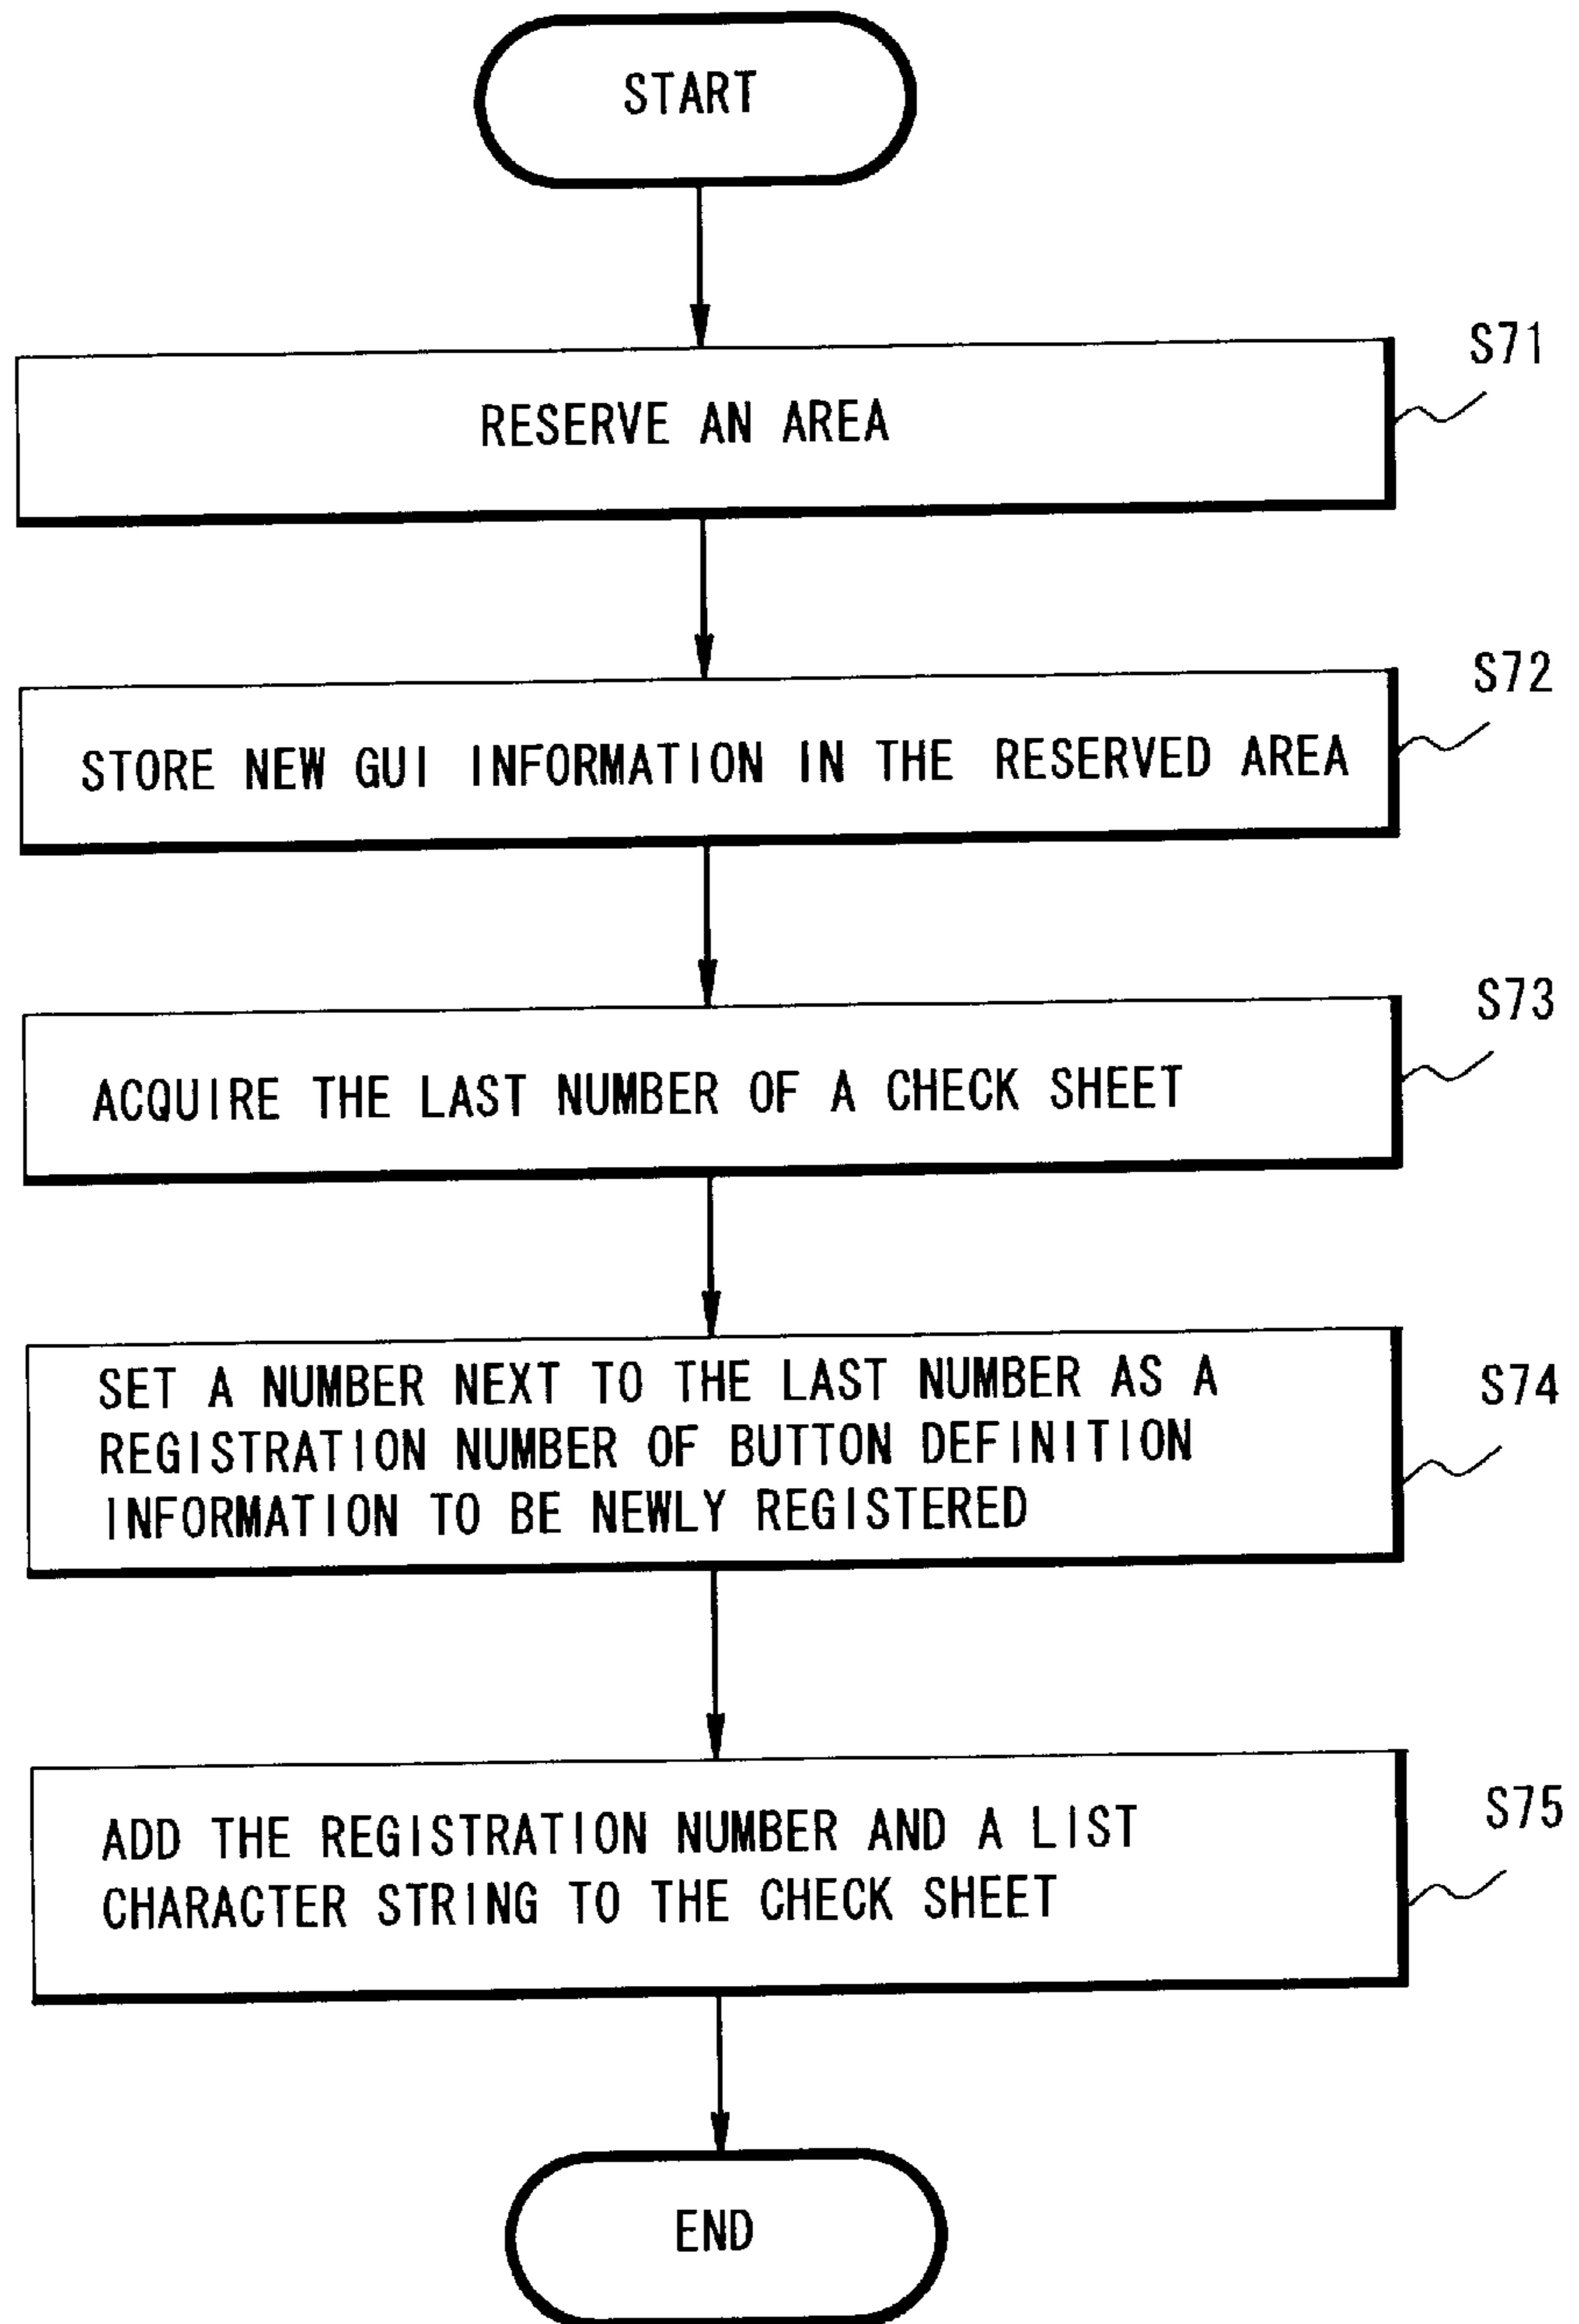 START
S71
RESERVE AN AREA
S72
STORE NEW GUI INFORMATION IN THE RESERVED AREA
S73
ACQUIRE THE LAST NUMBER OF A CHECK SHEET
SET A NUMBER NEXT TO THE LAST NUMBER AS A
S74
REGISTRATION NUMBER OF BUTTON DEFINITION
INFORMATION TO BE NEWLY REGISTERED
S75
ADD THE REGISTRATION NUMBER AND A LIST
CHARACTER STRING TO THE CHECK SHEET
END